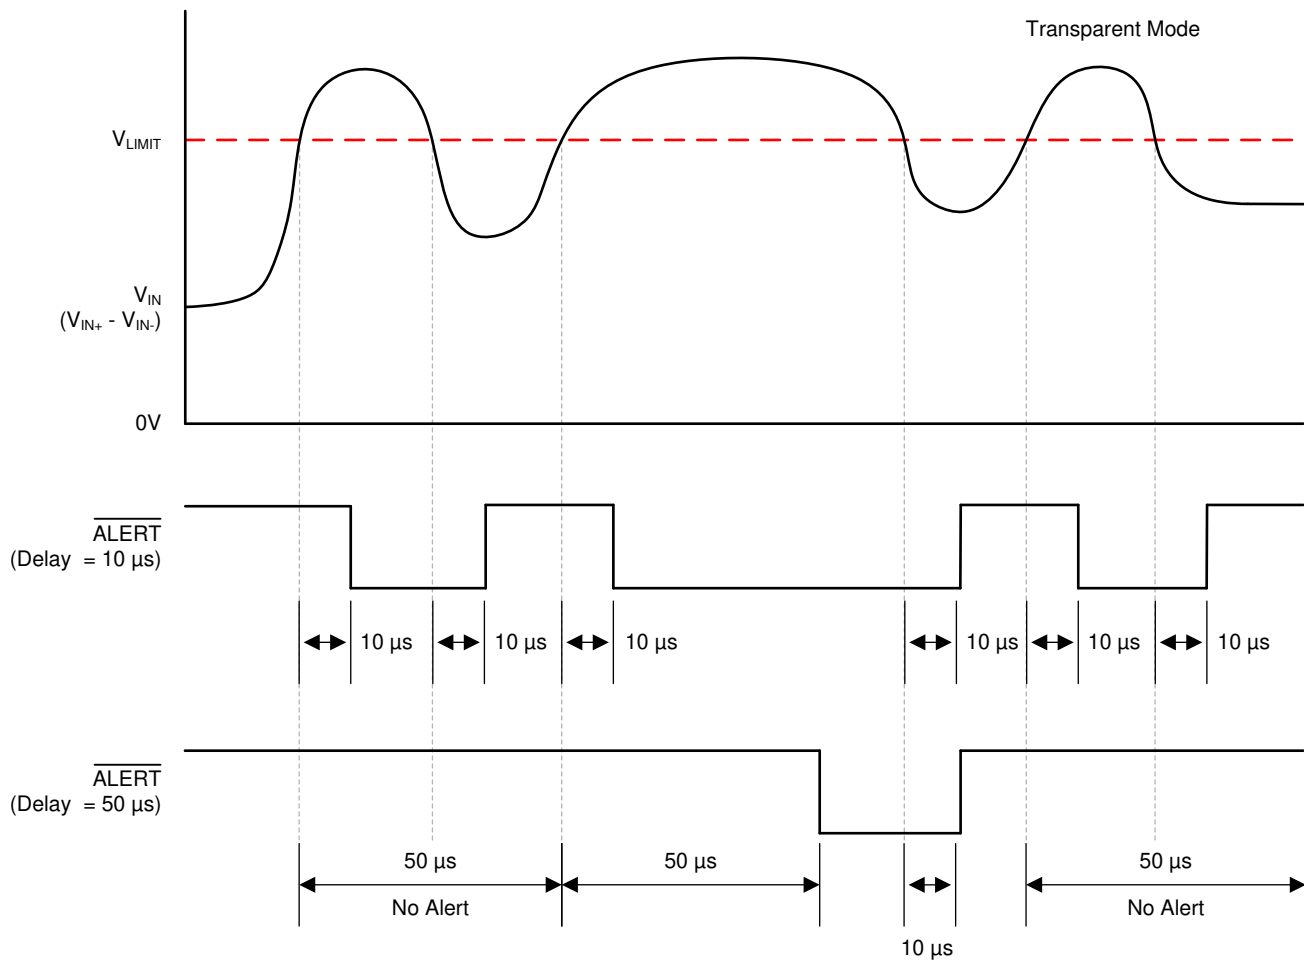 Transparent Mode
VLIMIT
VIN
(VIN+ - VIN-)
0V
ALERT
(Delay = 10 µs)
10 µs
10 µs
10 µs
10 µs
10 µs
10 µs
ALERT
(Delay = 50 µs)
50 µs
50 µs
50 µs
No Alert
No Alert
10 µs